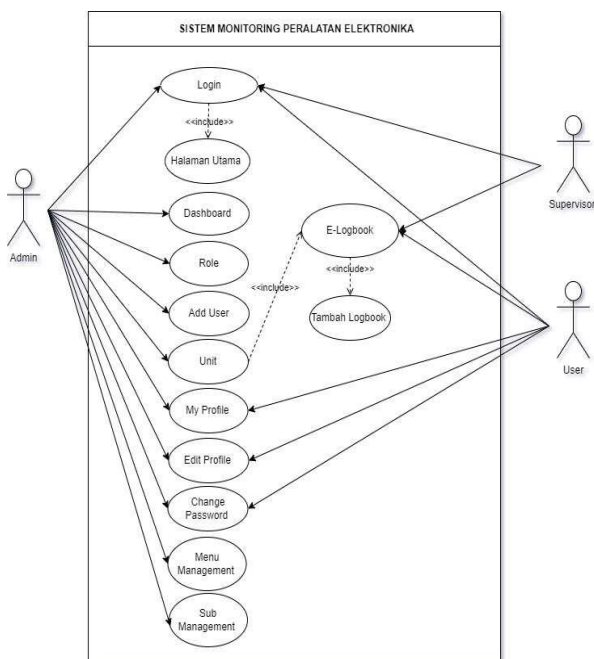 SISTEM MONITORING PERALATAN ELEKTRONIKA
Login
<<include>>
Halaman Utama
Dashboard
Role
Add User
Unit
My Profile
Edit Profile
Change
Password
Menu
Management
Sub
Management
E-Logbook
<<include>>
<<include>>
Tambah Logbook
Admin
Supervisor
User